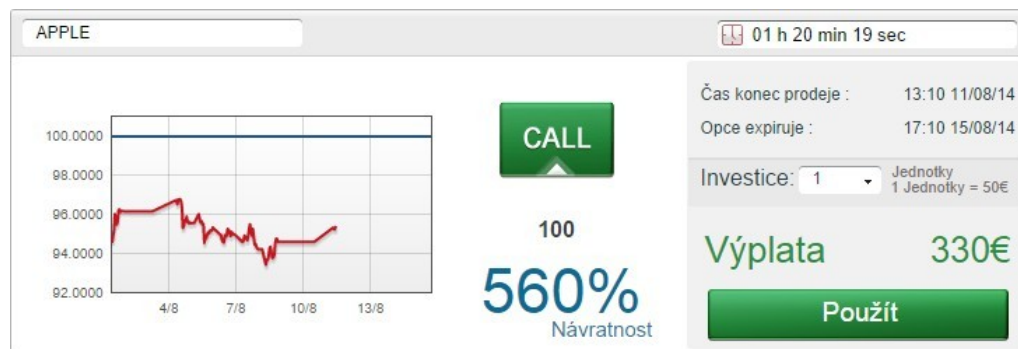 APPLE
01 h 20 min 19 sec
100.0000
98.0000
96.0000
94.0000
92.0000
4/8 7/8 10/8 13/8
CALL
100
560%
Návratnost
Čas konec prodeje : 13:10 11/08/14
Opce expiruje : 17:10 15/08/14
Investice: 1 Jednotky
1 Jednotky = 50€
Výplata 330€
Použít